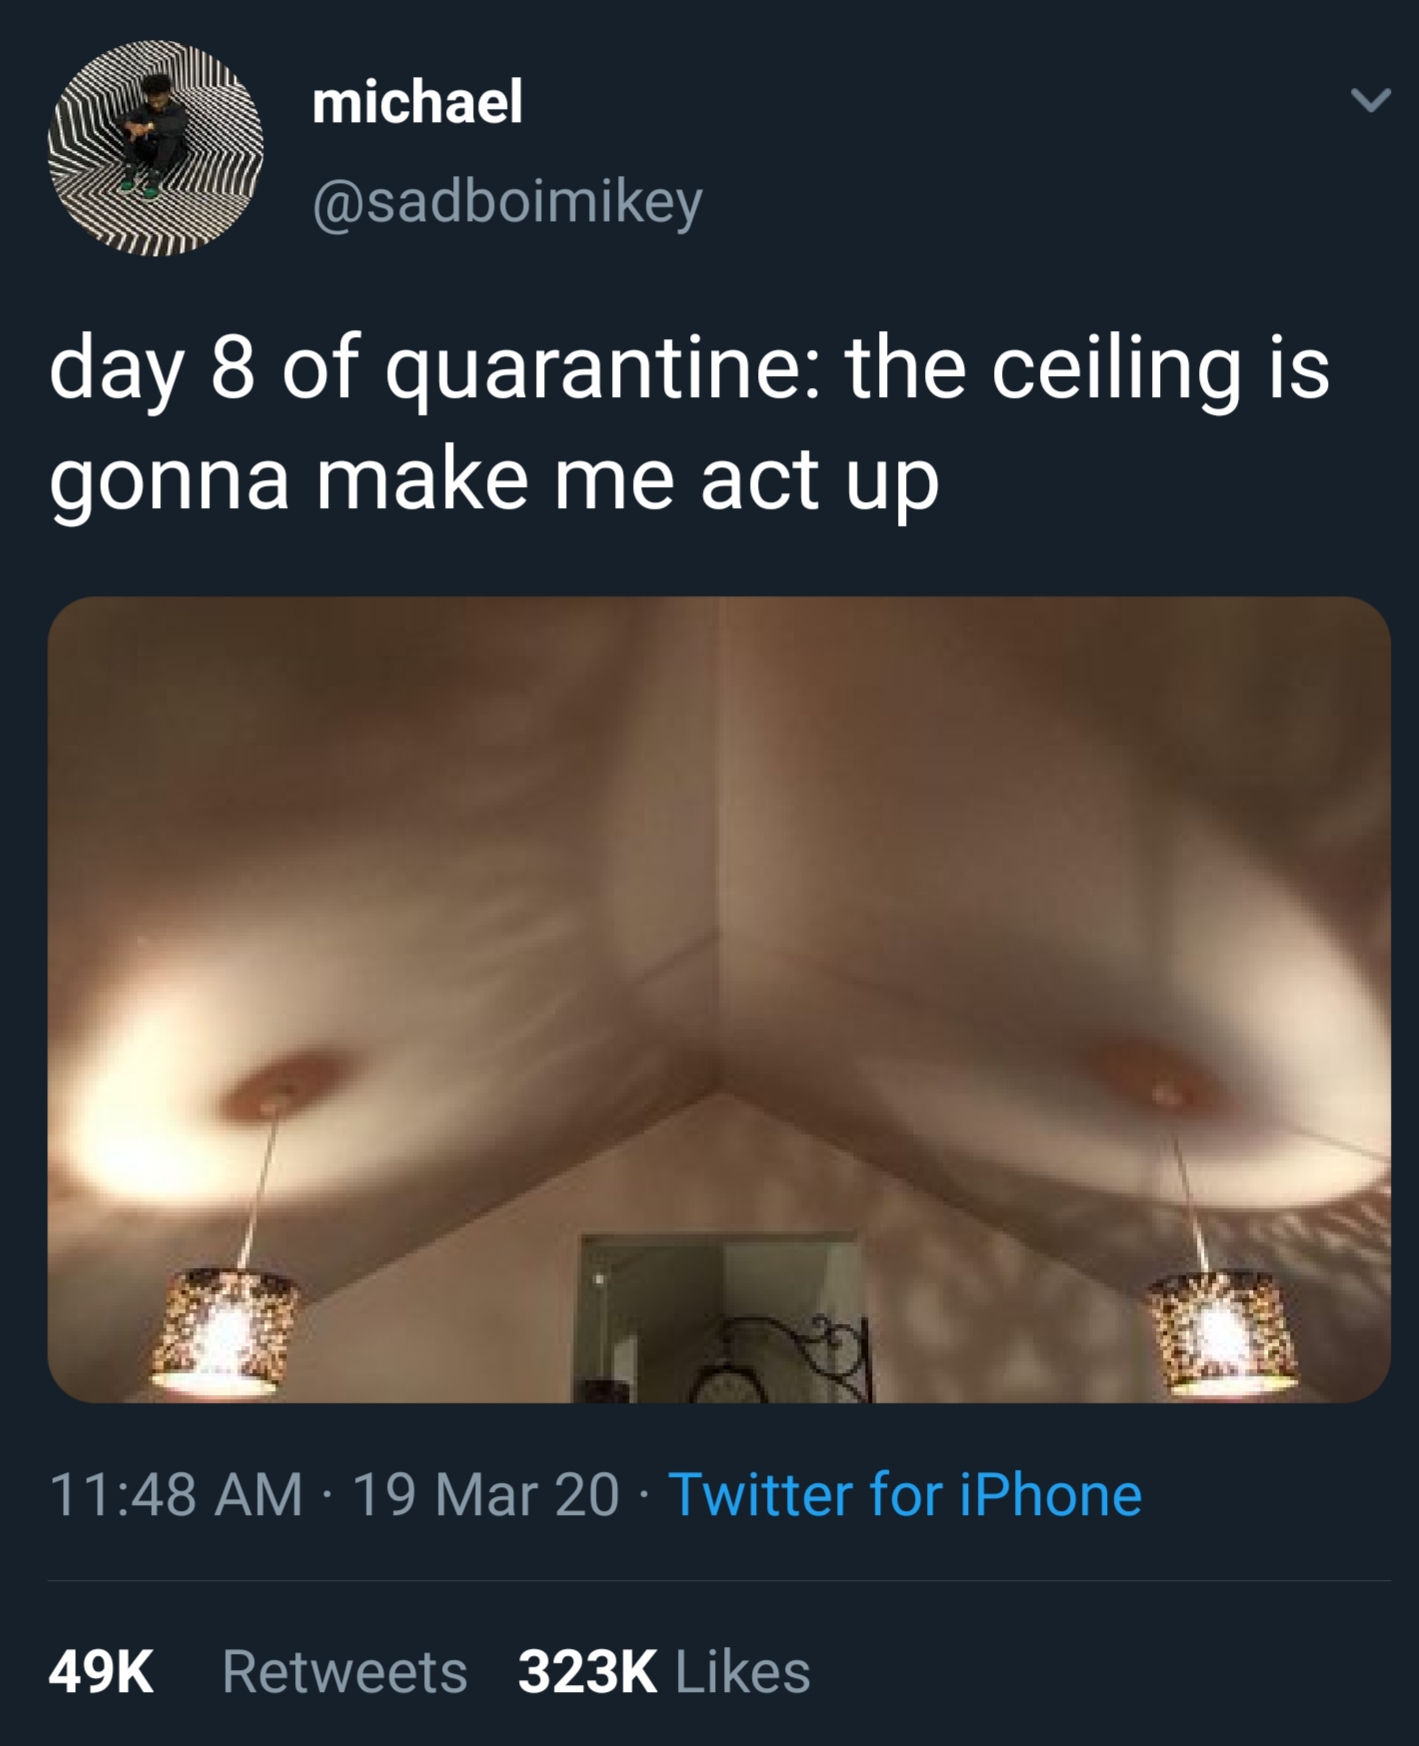 michael
@sadboimikey
day 8 of quarantine: the ceiling is
gonna make me act up
11:48 AM · 19 Mar 20 · Twitter for iPhone
49K Retweets 323K Likes